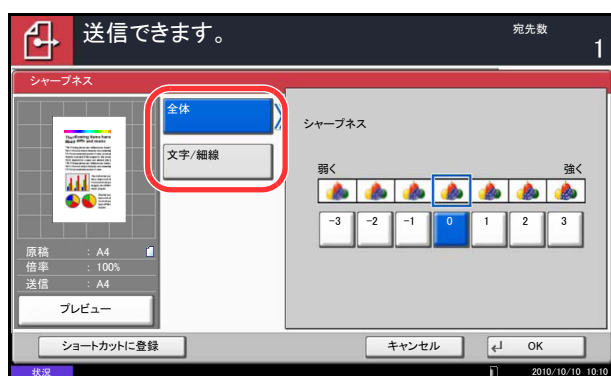 送信できます。
宛先数
1
シャープネス
全体
文字/細線
シャープネス
弱く 強く
-3 -2 -1 0 1 2 3
原稿 : A4
倍率 : 100%
送信 : A4
プレビュー
ショートカットに登録
キャンセル
OK
状況
2010/10/10 10:10